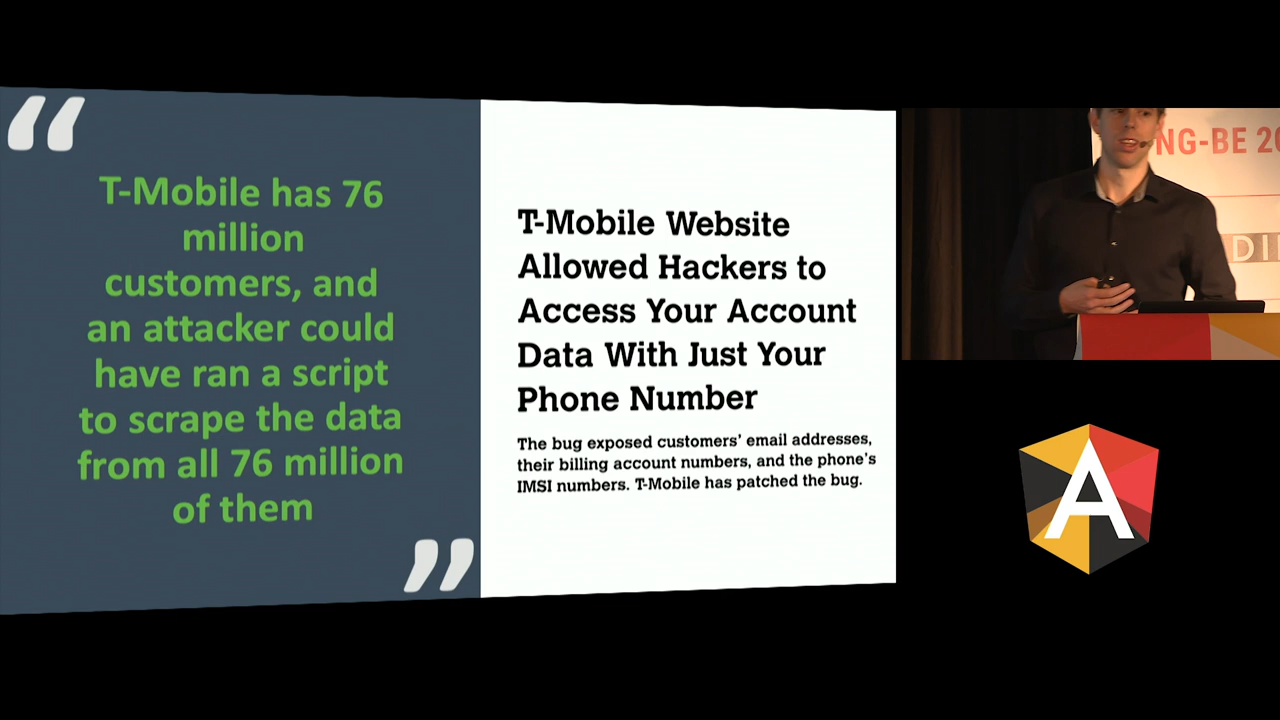 “
T-Mobile has 76
million
customers, and
an attacker could
have ran a script
to scrape the data
from all 76 million
of them
”
T-Mobile Website
Allowed Hackers to
Access Your Account
Data With Just Your
Phone Number
The bug exposed customers’ email addresses,
their billing account numbers, and the phone’s
IMSI numbers. T-Mobile has patched the bug.
NG-BE 20
DI
A